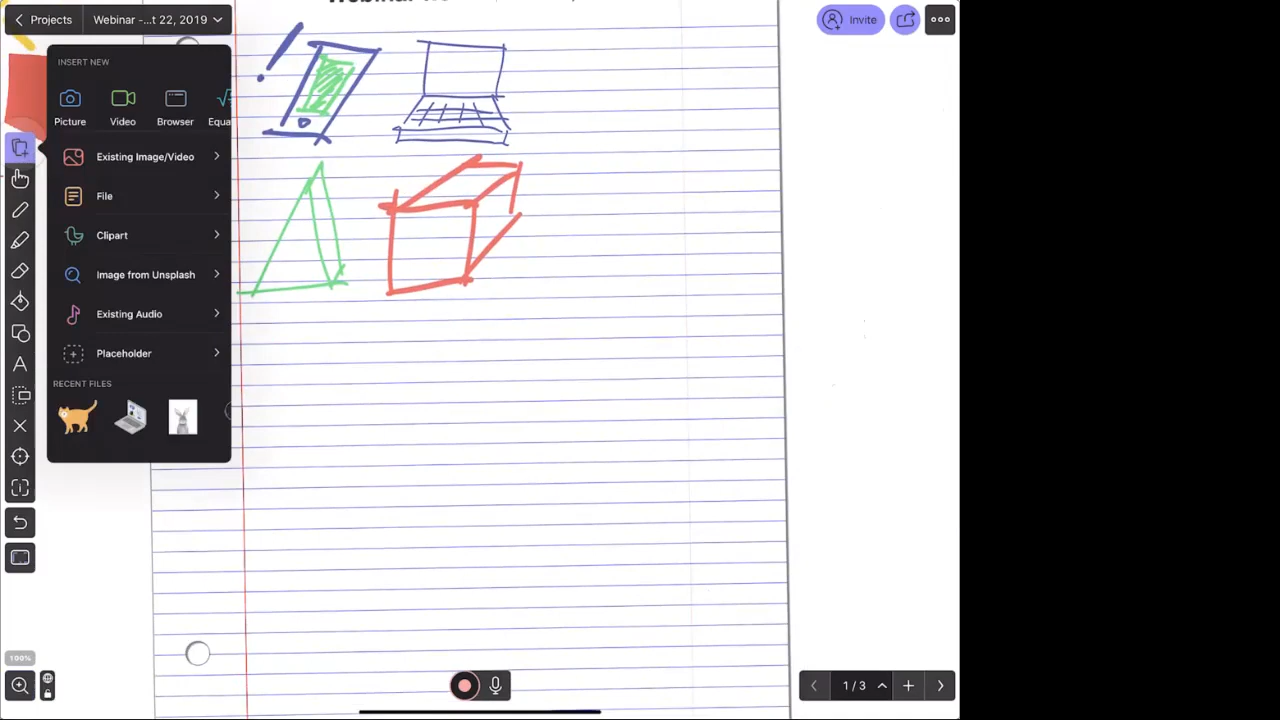 Projects
Webinar -...t 22, 2019
Invite
INSERT NEW
Picture
Video
Browser
Equa
Existing Image/Video
File
Clipart
Image from Unsplash
Existing Audio
Placeholder
RECENT FILES
A
100%
1 / 3